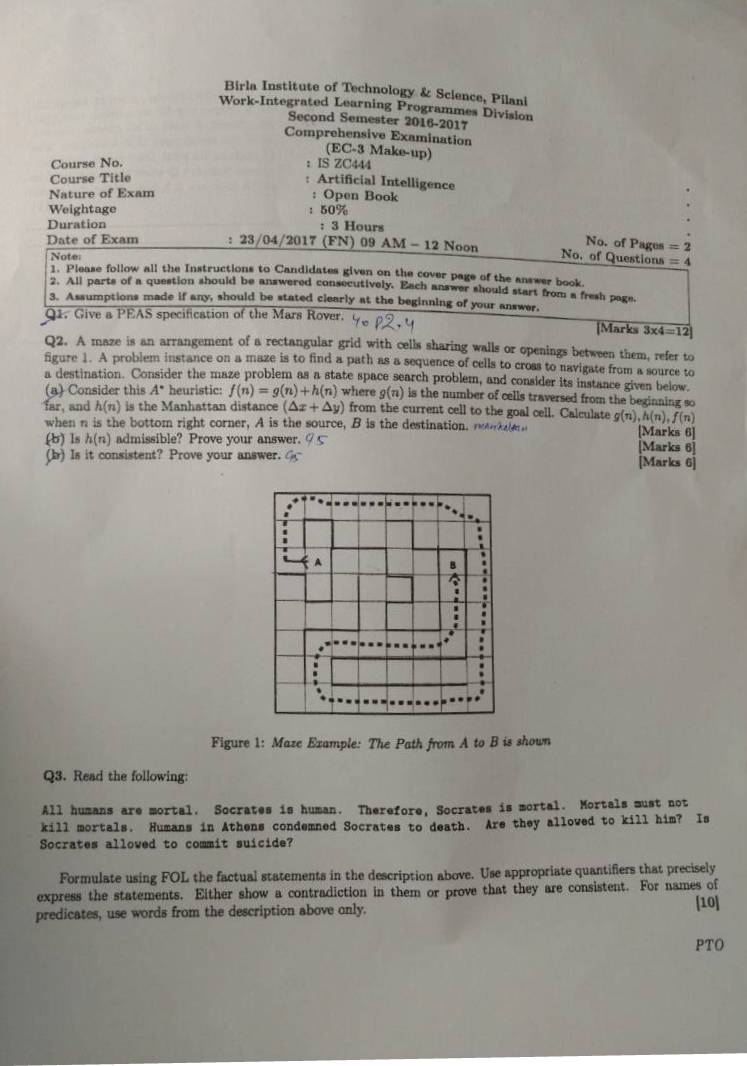 Birla Institute of Technology & Science, Pilani
Work-Integrated Learning Programmes Division
Second Semester 2016-2017
Comprehensive Examination
(EC-3 Make-up)
Course No. : IS ZC444
Course Title : Artificial Intelligence
Nature of Exam : Open Book
Weightage : 50%
Duration : 3 Hours
Date of Exam : 23/04/2017 (FN) 09 AM – 12 Noon
No. of Pages = 2
No. of Questions = 4
Note:
1. Please follow all the Instructions to Candidates given on the cover page of the answer book.
2. All parts of a question should be answered consecutively. Each answer should start from a fresh page.
3. Assumptions made if any, should be stated clearly at the beginning of your answer.
Q1. Give a PEAS specification of the Mars Rover. 40 P2.4 [Marks 3x4=12]
Q2. A maze is an arrangement of a rectangular grid with cells sharing walls or openings between them, refer to
figure 1. A problem instance on a maze is to find a path as a sequence of cells to cross to navigate from a source to
a destination. Consider the maze problem as a state space search problem, and consider its instance given below.
(a) Consider this A* heuristic: f(n) = g(n)+h(n) where g(n) is the number of cells traversed from the beginning so
far, and h(n) is the Manhattan distance (Δx + Δy) from the current cell to the goal cell. Calculate g(n), h(n), f(n)
when n is the bottom right corner, A is the source, B is the destination. [Marks 6]
(b) Is h(n) admissible? Prove your answer. 95 [Marks 6]
(b) Is it consistent? Prove your answer. 95 [Marks 6]
A
B
Figure 1: Maze Example: The Path from A to B is shown
Q3. Read the following:
All humans are mortal. Socrates is human. Therefore, Socrates is mortal. Mortals must not
kill mortals. Humans in Athens condemned Socrates to death. Are they allowed to kill him? Is
Socrates allowed to commit suicide?
Formulate using FOL the factual statements in the description above. Use appropriate quantifiers that precisely
express the statements. Either show a contradiction in them or prove that they are consistent. For names of
predicates, use words from the description above only. [10]
PTO